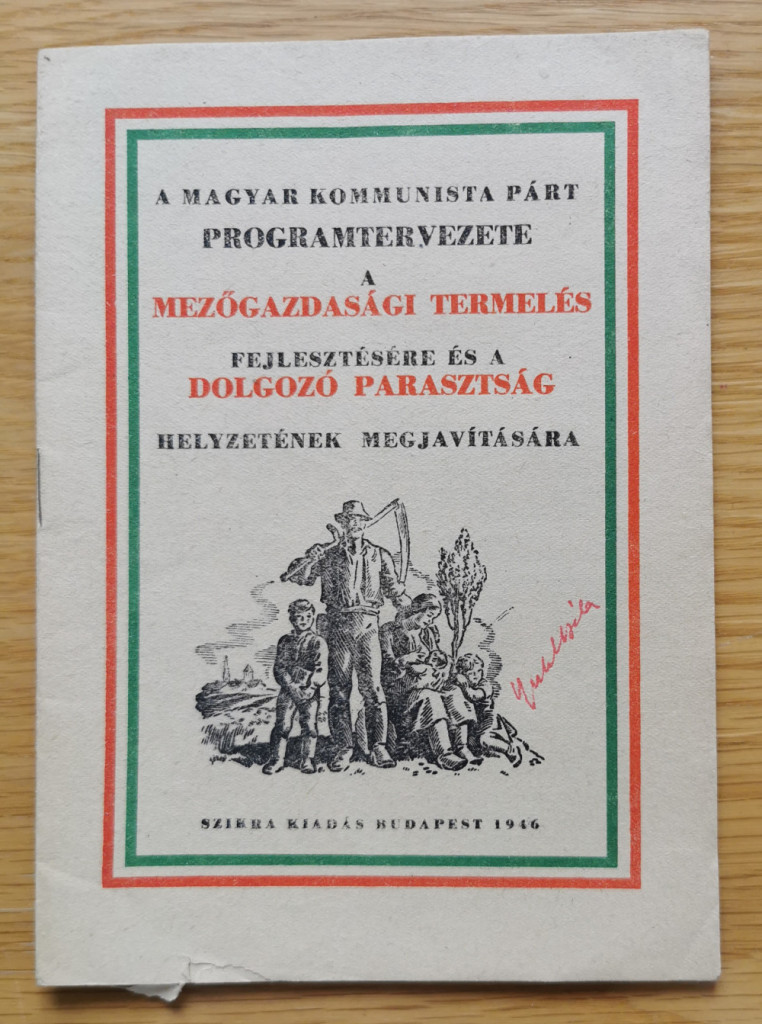 A MAGYAR KOMMUNISTA PÁRT
PROGRAMTERVEZETE
A
MEZŐGAZDASÁGI TERMELÉS
FEJLESZTÉSÉRE ÉS A
DOLGOZÓ PARASZTSÁG
HELYZETÉNEK MEGJAVÍTÁSÁRA
SZIKRA KIADÁS BUDAPEST 1946